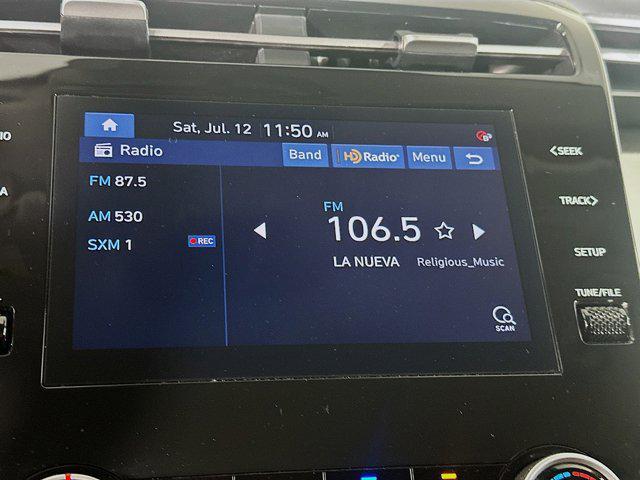 Sat, Jul. 12 11:50 AM
Radio Band HD Radio Menu
FM 87.5
AM 530
SXM 1 REC
FM
106.5
LA NUEVA Religious_Music
SCAN
SEEK
TRACK
SETUP
TUNE/FILE
IO
A